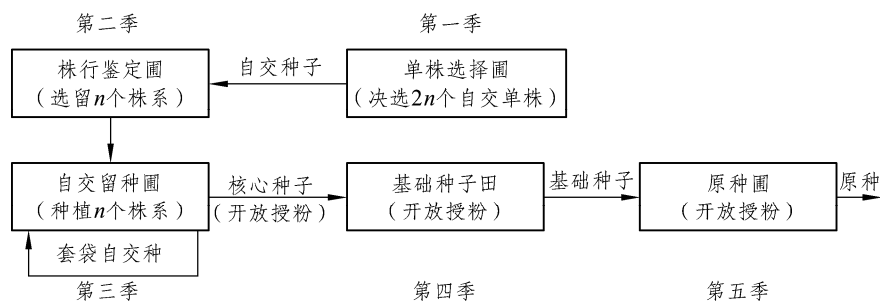 第二季
第一季
株行鉴定圃
（选留n个株系）
自交种子
单株选择圃
（决选2n个自交单株）
自交留种圃
（种植n个株系）
核心种子
（开放授粉）
基础种子田
（开放授粉）
基础种子
原种圃
（开放授粉）
原种
套袋自交种
第三季
第四季
第五季